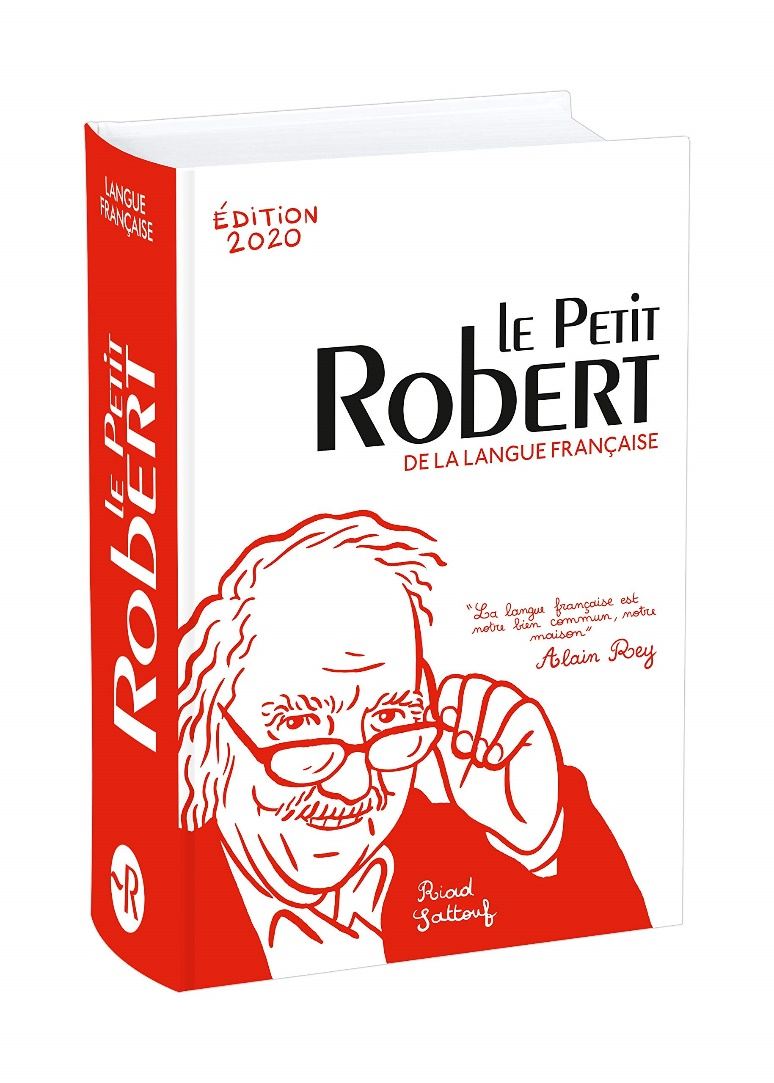 LANGUE
FRANÇAISE
le Petit
Robert
R
ÉDITION
2020
le Petit
Robert
DE LA LANGUE FRANÇAISE
"La langue française est
notre bien commun, notre
maison"
Alain Rey
Riad
Sattouf